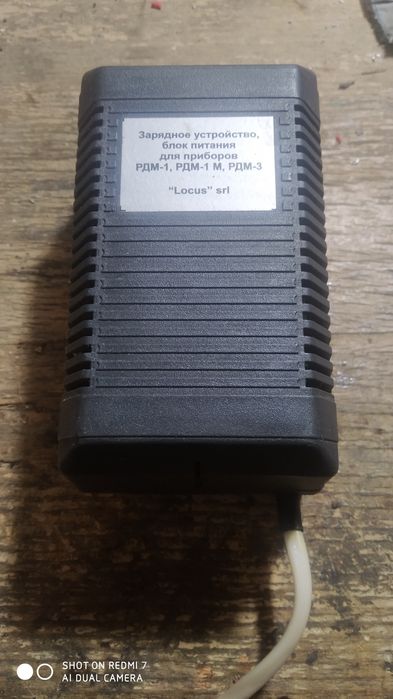 Зарядное устройство,
блок питания
для приборов
РДМ-1, РДМ-1 М, РДМ-3
“Locus” srl
SHOT ON REDMI 7
AI DUAL CAMERA